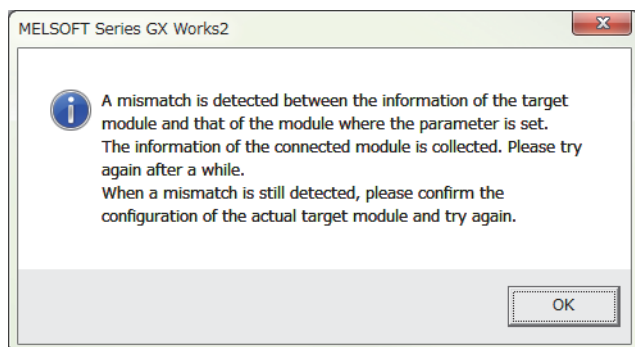 MELSOFT Series GX Works2
A mismatch is detected between the information of the target
module and that of the module where the parameter is set.
The information of the connected module is collected. Please try
again after a while.
When a mismatch is still detected, please confirm the
configuration of the actual target module and try again.
OK